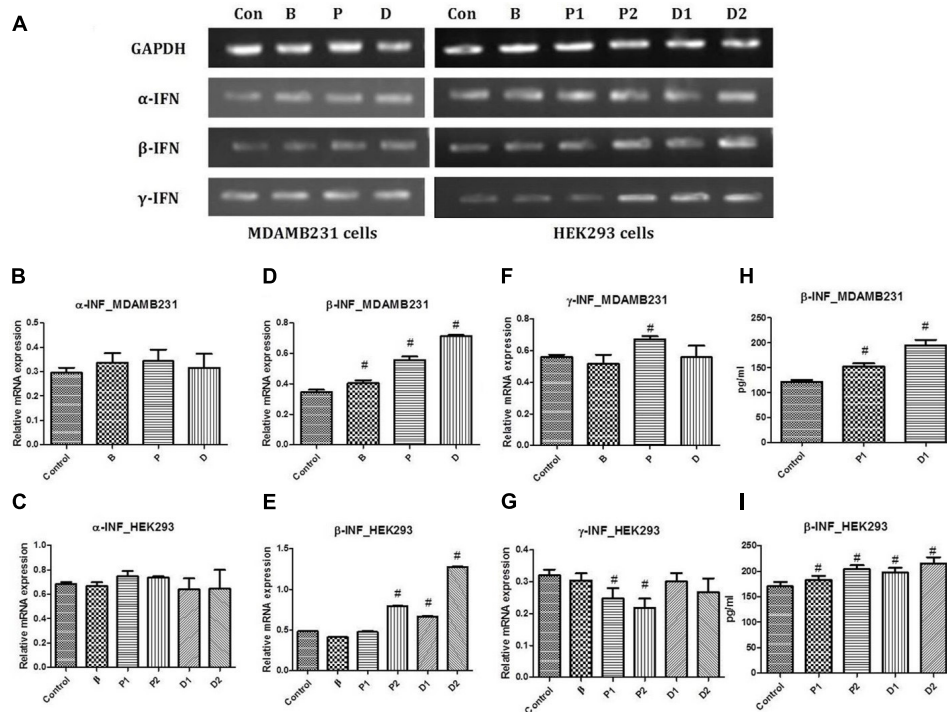 A
Con B P D
Con B P1 P2 D1 D2
GAPDH
α-IFN
β-IFN
γ-IFN
MDAMB231 cells
HEK293 cells
B
α-INF_MDAMB231
Relative mRNA expression
0.6
0.4
0.3
0.2
0.1
0.0
Control B P D
D
β-INF_MDAMB231
Relative mRNA expression
0.8
0.6
0.4
0.2
0.0
# # #
Control B P D
F
γ-INF_MDAMB231
Relative mRNA expression
0.8
0.6
0.4
0.2
0.0
#
Control B P D
H
β-INF_MDAMB231
pg/ml
250
200
150
100
50
0
# #
Control P1 D1
C
α-INF_HEK293
Relative mRNA expression
1.0
0.8
0.6
0.4
0.2
0.0
Control β P1 P2 D1 D2
E
β-INF_HEK293
Relative mRNA expression
1.5
1.0
0.5
0.0
# # #
Control β P1 P2 D1 D2
G
γ-INF_HEK293
Relative mRNA expression
0.4
0.3
0.2
0.1
0.0
# #
Control β P1 P2 D1 D2
I
β-INF_HEK293
pg/ml
300
250
200
150
100
50
0
# # # #
Control P1 P2 D1 D2